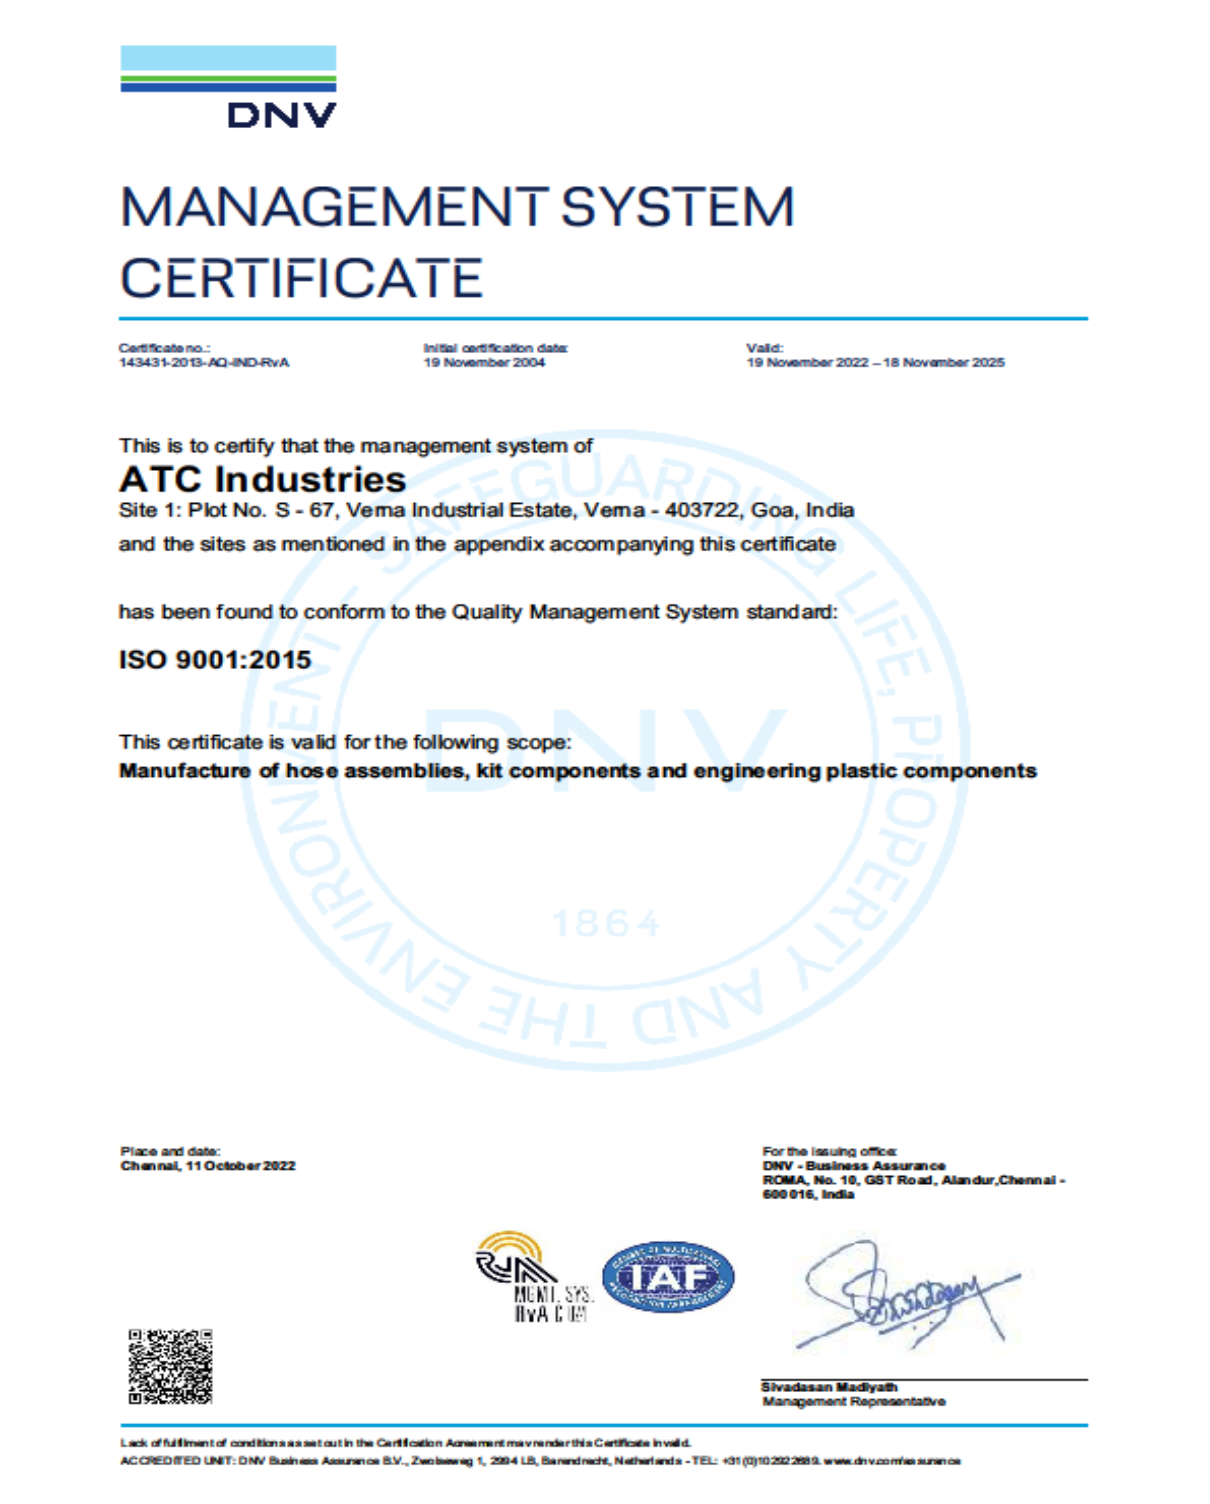 DNV
MANAGEMENT SYSTEM
CERTIFICATE
Certificate no.:
143431-2013-AQ-IND-RvA
Initial certification date:
19 November 2004
Valid:
19 November 2022 – 18 November 2025
This is to certify that the management system of
ATC Industries
Site 1: Plot No. S - 67, Verna Industrial Estate, Verna - 403722, Goa, India
and the sites as mentioned in the appendix accompanying this certificate
has been found to conform to the Quality Management System standard:
ISO 9001:2015
This certificate is valid for the following scope:
Manufacture of hose assemblies, kit components and engineering plastic components
SAFEGUARDING LIFE, PROPERTY AND THE ENVIRONMENT
DNV
1864
Place and date:
Chennai, 11 October 2022
For the issuing office:
DNV - Business Assurance
ROMA, No. 10, GST Road, Alandur,Chennai -
600016, India
RvA
MGMT. SYS.
RvA C
IAF
Sivadasan Madiyath
Management Representative
Lack of fulfilment of conditions as set out in the Certification Agreement may render this Certificate invalid.
ACCREDITED UNIT: DNV Business Assurance B.V., Zwolseweg 1, 2994 LB, Barendrecht, Netherlands - TEL: +31(0)102922689. www.dnv.com/assurance